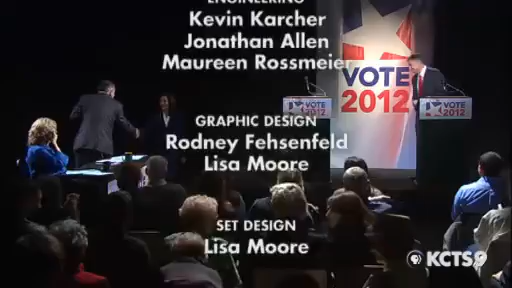 ENGINEERING
Kevin Karcher
Jonathan Allen
Maureen Rossmeier
GRAPHIC DESIGN
Rodney Fehsenfeld
Lisa Moore
SET DESIGN
Lisa Moore
VOTE
2012
VOTE
2012
VOTE
2012
PBS
KCTS9